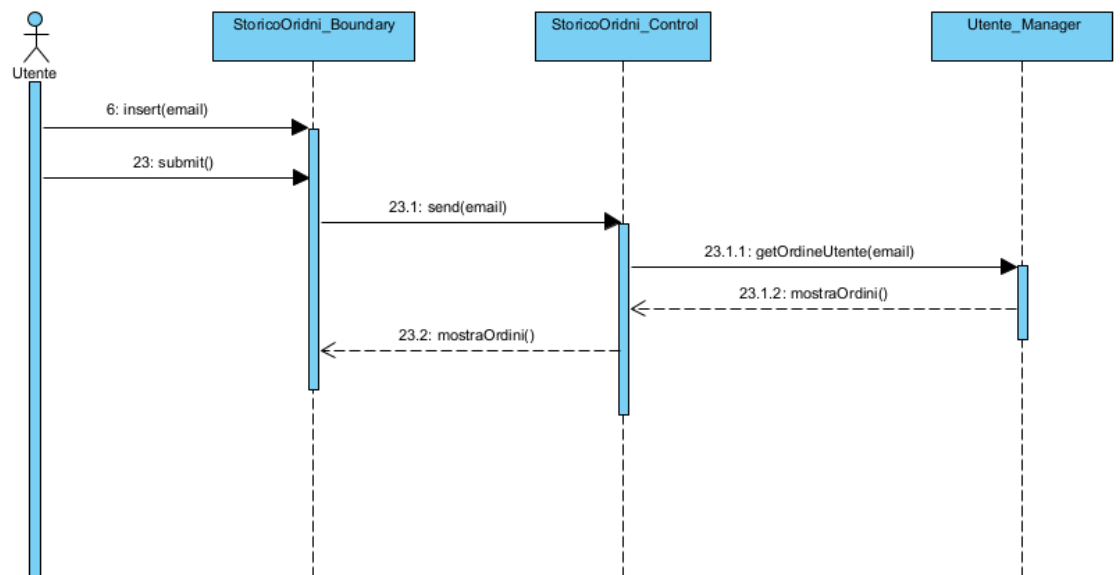 StoricoOridni_Boundary
StoricoOridni_Control
Utente_Manager
Utente
6: insert(email)
23: submit()
23.1: send(email)
23.1.1: getOrdineUtente(email)
23.1.2: mostraOrdini()
23.2: mostraOrdini()